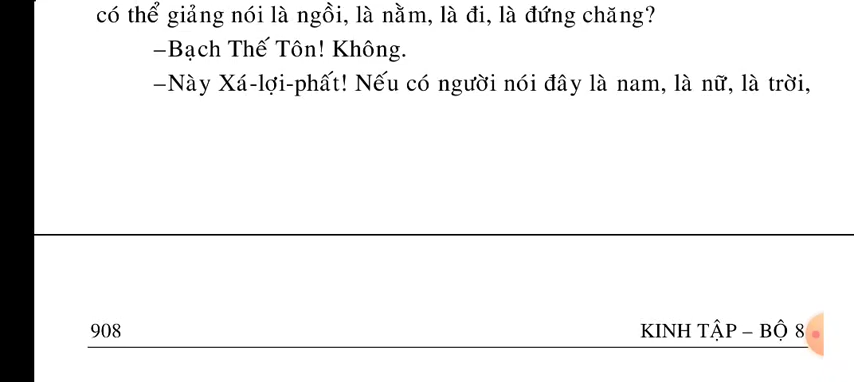 có thể giảng nói là ngồi, là nằm, là đi, là đứng chăng?
–Bạch Thế Tôn! Không.
–Này Xá-lợi-phất! Nếu có người nói đây là nam, là nữ, là trời,
908 KINH TẬP – BỘ 8